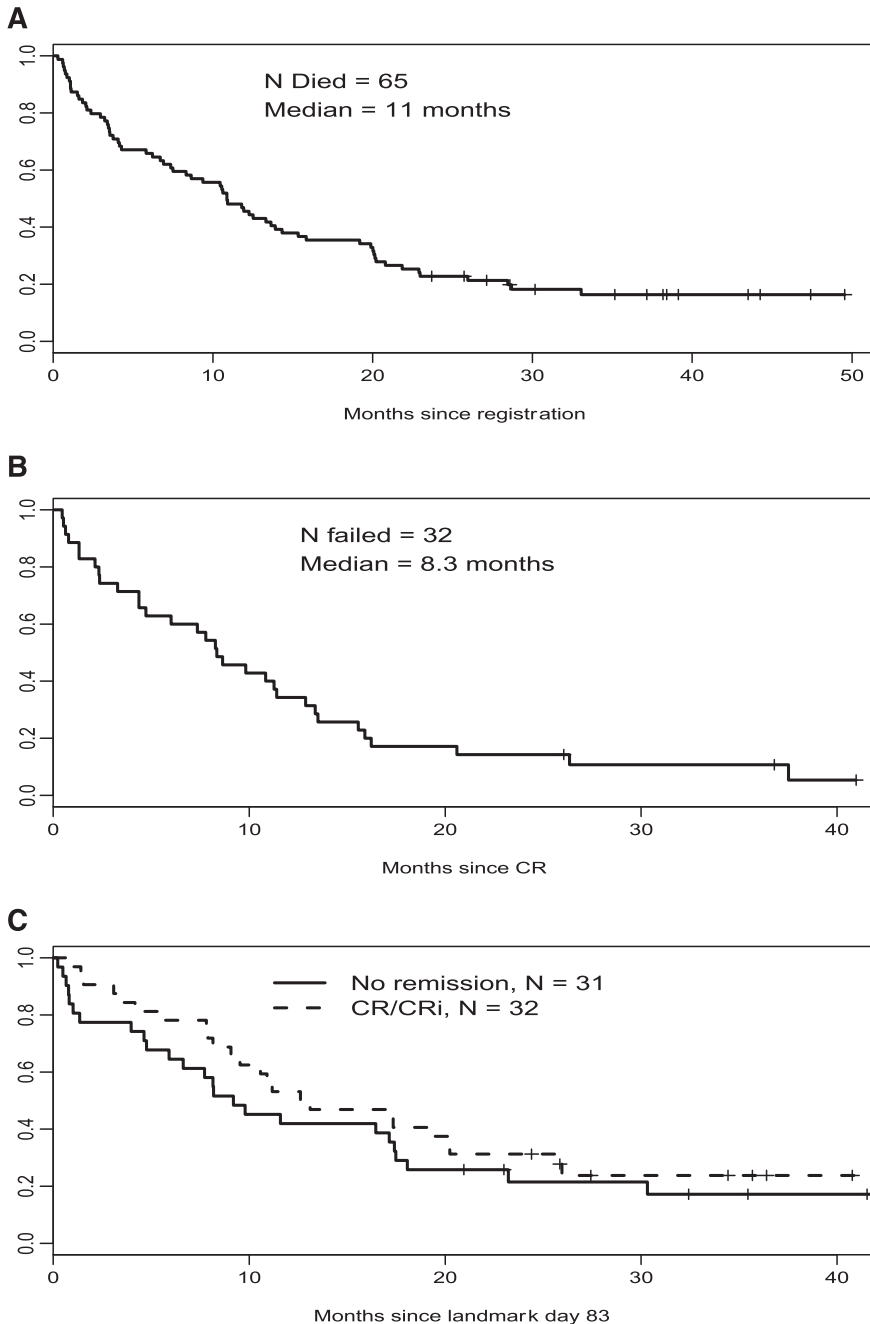 A
1.0
0.8
0.6
0.4
0.2
0.0
N Died = 65
Median = 11 months
0 10 20 30 40 50
Months since registration
B
1.0
0.8
0.6
0.4
0.2
0.0
N failed = 32
Median = 8.3 months
0 10 20 30 40
Months since CR
C
1.0
0.8
0.6
0.4
0.2
0.0
No remission, N = 31
CR/CRi, N = 32
0 10 20 30 40
Months since landmark day 83